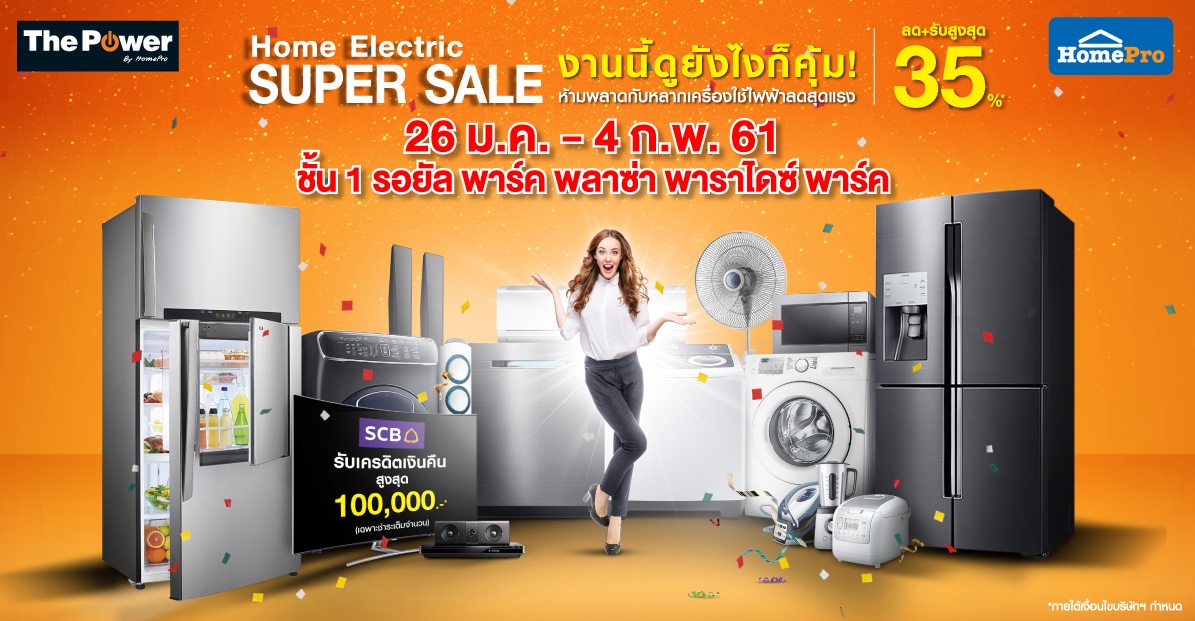 The Power
By HomePro
Home Electric
SUPER SALE
งานนี้ดูยังไงก็คุ้ม!
ห้ามพลาดกับหลากเครื่องใช้ไฟฟ้าลดสุดแรง
ลด+รับสูงสุด
35%*
HomePro
26 ม.ค. – 4 ก.พ. 61
ชั้น 1 รอยัล พาร์ค พลาซ่า พาราไดซ์ พาร์ค
SCB
รับเครดิตเงินคืน
สูงสุด
100,000.-*
(เฉพาะชำระเต็มจำนวน)
*ภายใต้เงื่อนไขบริษัทฯ กำหนด